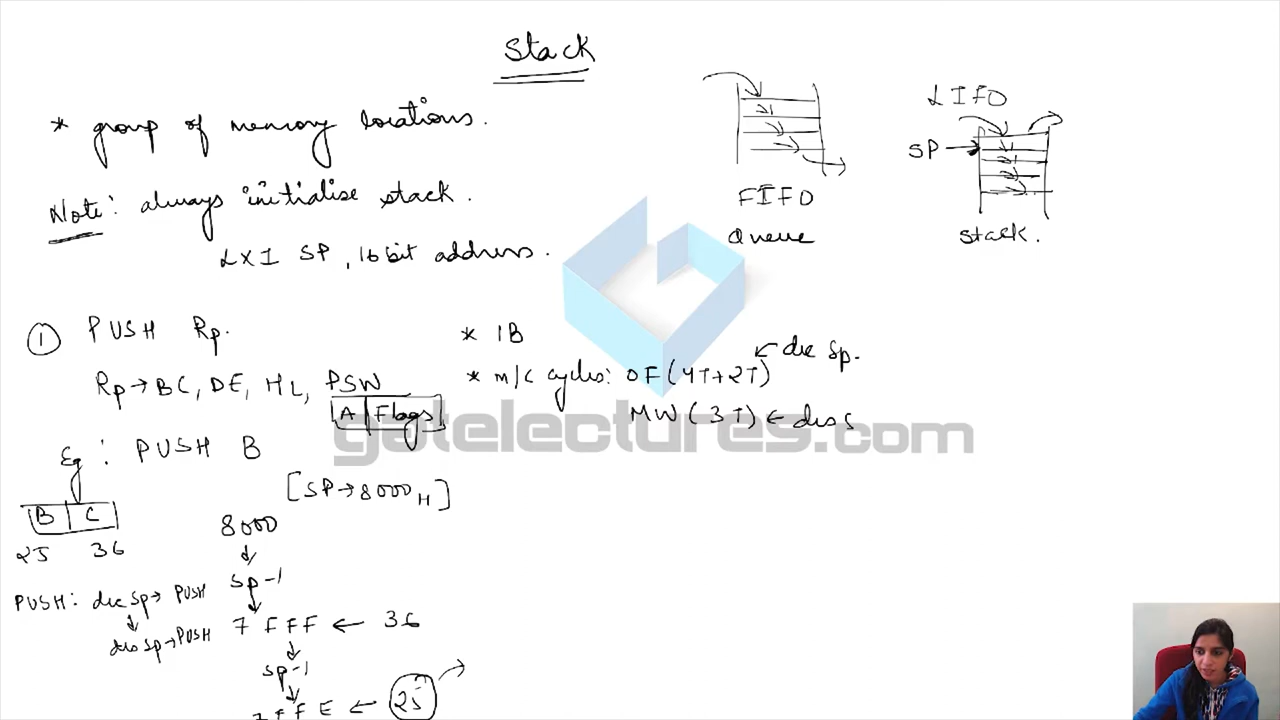 Stack
* group of memory locations.
Note: always initialise stack.
LXI SP, 16 bit address.
FIFO
Queue
LIFO
SP →
Stack.
① PUSH Rp.
Rp → BC, DE, HL, PSW
A | Flags
* 1B
* m/c cycles: OF (4T+2T) ← dec Sp.
MW (3T) ← dec S
gatelectures.com
Eg: PUSH B
[SP → 8000H]
B | C
25 36
8000
↓
sp-1
↓
PUSH: dec sp → PUSH
↓
dec sp → PUSH
7FFF ← 36
↓
sp-1
↓
7FFE ← 25